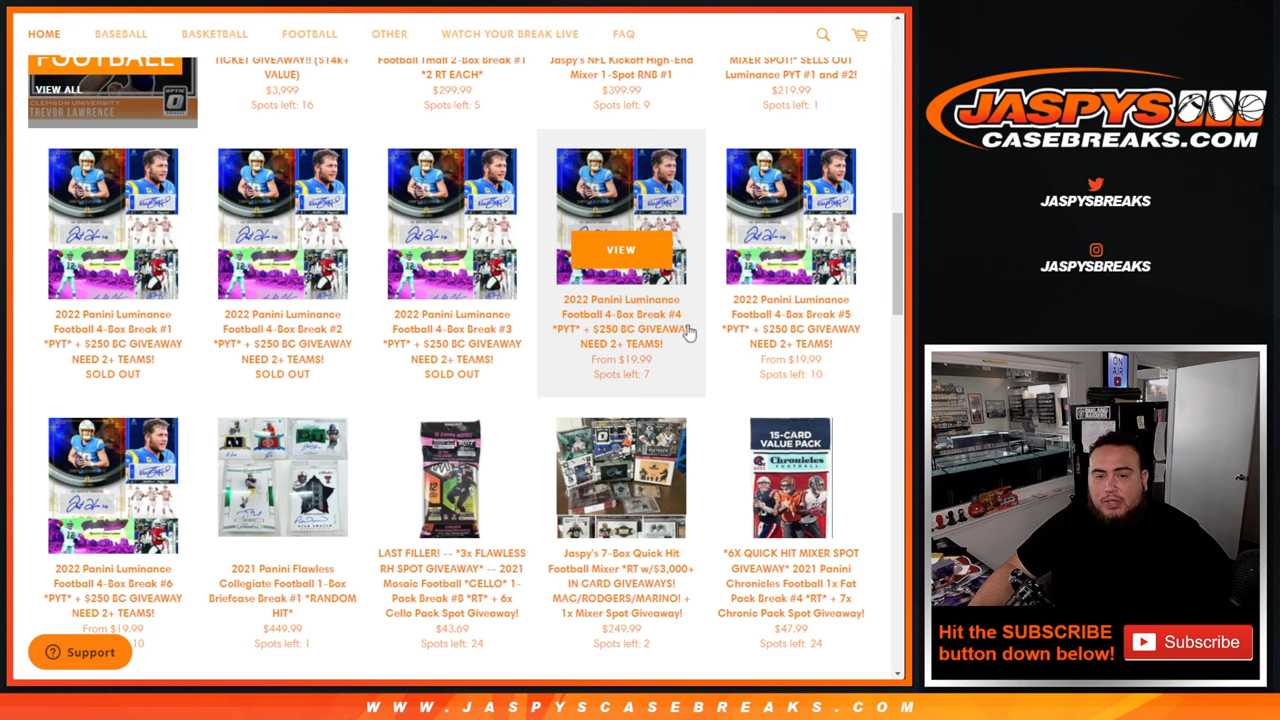 HOME
BASEBALL
BASKETBALL
FOOTBALL
OTHER
WATCH YOUR BREAK LIVE
FAQ
FOOTBALL
VIEW ALL
CLEMSON UNIVERSITY
TREVOR LAWRENCE
OPTIC
TICKET GIVEAWAY!! ($14k+
VALUE)
$3,999
Spots left: 16
Football 1mall 2-Box Break #1
*2 RT EACH*
$299.99
Spots left: 5
Jaspy's NFL Kickoff High-End
Mixer 1-Spot RNB #1
$399.99
Spots left: 9
MIXER SPOT!* SELLS OUT
Luminance PYT #1 and #2!
$219.99
Spots left: 1
2022 Panini Luminance
Football 4-Box Break #1
*PYT* + $250 BC GIVEAWAY
NEED 2+ TEAMS!
SOLD OUT
2022 Panini Luminance
Football 4-Box Break #2
*PYT* + $250 BC GIVEAWAY
NEED 2+ TEAMS!
SOLD OUT
2022 Panini Luminance
Football 4-Box Break #3
*PYT* + $250 BC GIVEAWAY
NEED 2+ TEAMS!
SOLD OUT
VIEW
2022 Panini Luminance
Football 4-Box Break #4
*PYT* + $250 BC GIVEAWAY
NEED 2+ TEAMS!
From $19.99
Spots left: 7
2022 Panini Luminance
Football 4-Box Break #5
*PYT* + $250 BC GIVEAWAY
NEED 2+ TEAMS!
From $19.99
Spots left: 10
2022 Panini Luminance
Football 4-Box Break #6
*PYT* + $250 BC GIVEAWAY
NEED 2+ TEAMS!
From $19.99
10
2021 Panini Flawless
Collegiate Football 1-Box
Briefcase Break #1 *RANDOM
HIT*
$449.99
Spots left: 1
LAST FILLER! -- *3x FLAWLESS
RH SPOT GIVEAWAY* -- 2021
Mosaic Football *CELLO* 1-
Pack Break #8 *RT* + 6x
Cello Pack Spot Giveaway!
$43.69
Spots left: 24
Jaspy's 7-Box Quick Hit
Football Mixer *RT w/$3,000+
IN CARD GIVEAWAYS!
MAC/RODGERS/MARINO! +
1x Mixer Spot Giveaway!
$249.99
Spots left: 2
15-CARD
VALUE PACK
Chronicles
FOOTBALL
*6X QUICK HIT MIXER SPOT
GIVEAWAY* 2021 Panini
Chronicles Football 1x Fat
Pack Break #4 *RT* + 7x
Chronic Pack Spot Giveaway!
$47.99
Spots left: 24
Support
JASPYS
CASEBREAKS.COM
JASPYSBREAKS
JASPYSBREAKS
ON
AIR
OAKLAND
RAIDERS
Hit the SUBSCRIBE
button down below!
Subscribe
WWW.JASPYSCASEBREAKS.COM